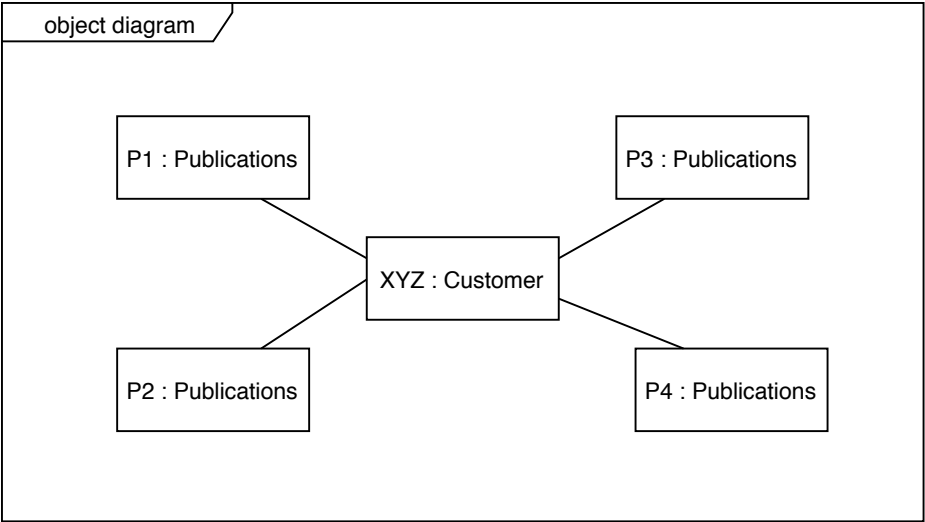 object diagram
P1 : Publications
P3 : Publications
XYZ : Customer
P2 : Publications
P4 : Publications